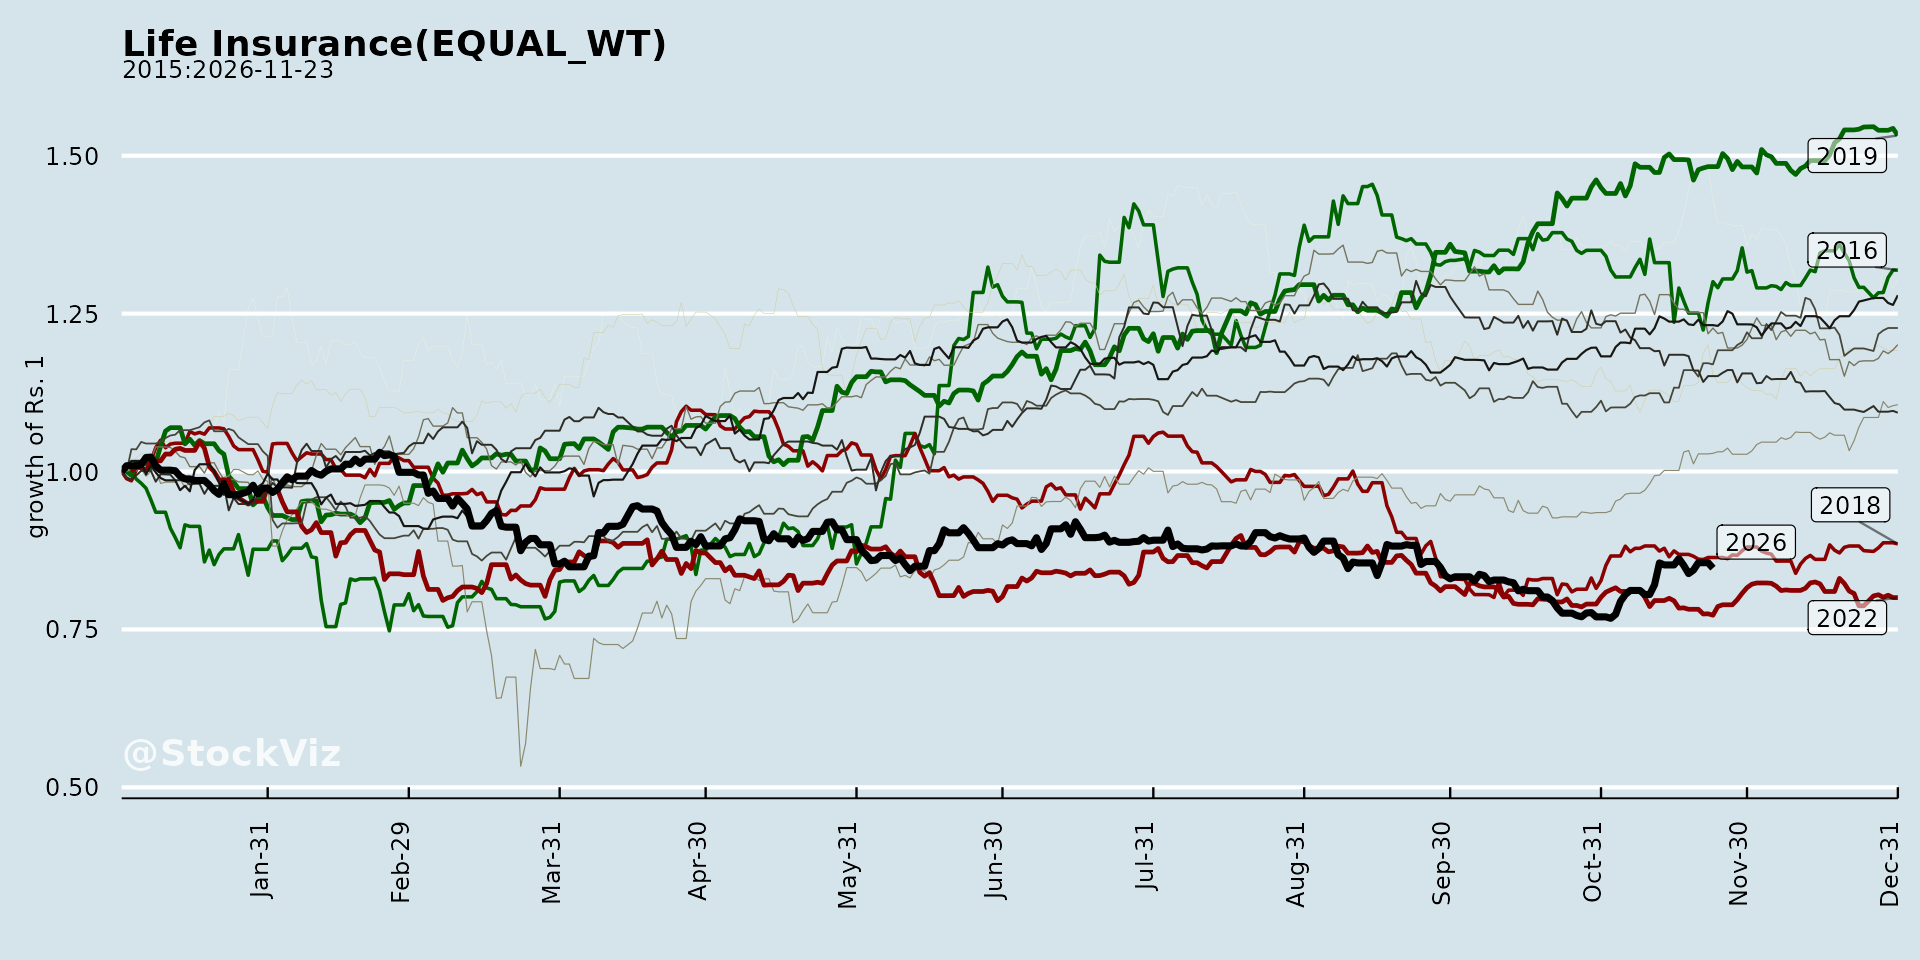 Life Insurance(EQUAL_WT)
2015:2026-11-23
growth of Rs. 1
1.50
1.25
1.00
0.75
0.50
2019
2016
2018
2026
2022
@StockViz
Jan-31
Feb-29
Mar-31
Apr-30
May-31
Jun-30
Jul-31
Aug-31
Sep-30
Oct-31
Nov-30
Dec-31